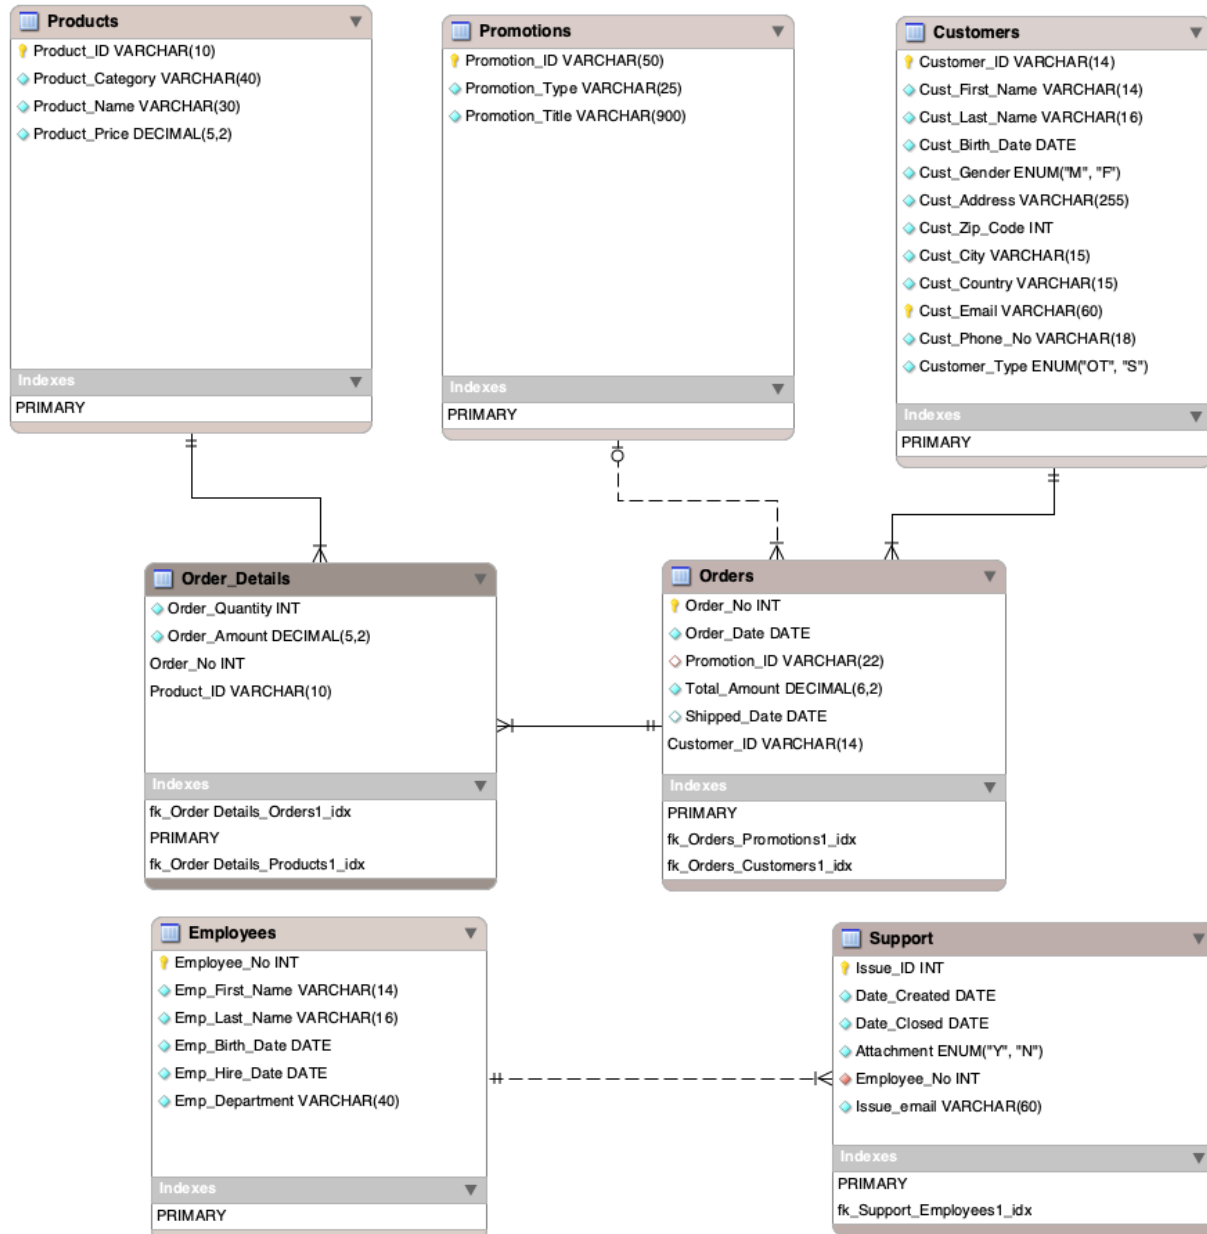 Products
Product_ID VARCHAR(10)
Product_Category VARCHAR(40)
Product_Name VARCHAR(30)
Product_Price DECIMAL(5,2)
Indexes
PRIMARY
Promotions
Promotion_ID VARCHAR(50)
Promotion_Type VARCHAR(25)
Promotion_Title VARCHAR(900)
Indexes
PRIMARY
Customers
Customer_ID VARCHAR(14)
Cust_First_Name VARCHAR(14)
Cust_Last_Name VARCHAR(16)
Cust_Birth_Date DATE
Cust_Gender ENUM("M", "F")
Cust_Address VARCHAR(255)
Cust_Zip_Code INT
Cust_City VARCHAR(15)
Cust_Country VARCHAR(15)
Cust_Email VARCHAR(60)
Cust_Phone_No VARCHAR(18)
Customer_Type ENUM("OT", "S")
Indexes
PRIMARY
Order_Details
Order_Quantity INT
Order_Amount DECIMAL(5,2)
Order_No INT
Product_ID VARCHAR(10)
Indexes
fk_Order Details_Orders1_idx
PRIMARY
fk_Order Details_Products1_idx
Orders
Order_No INT
Order_Date DATE
Promotion_ID VARCHAR(22)
Total_Amount DECIMAL(6,2)
Shipped_Date DATE
Customer_ID VARCHAR(14)
Indexes
PRIMARY
fk_Orders_Promotions1_idx
fk_Orders_Customers1_idx
Employees
Employee_No INT
Emp_First_Name VARCHAR(14)
Emp_Last_Name VARCHAR(16)
Emp_Birth_Date DATE
Emp_Hire_Date DATE
Emp_Department VARCHAR(40)
Indexes
PRIMARY
Support
Issue_ID INT
Date_Created DATE
Date_Closed DATE
Attachment ENUM("Y", "N")
Employee_No INT
Issue_email VARCHAR(60)
Indexes
PRIMARY
fk_Support_Employees1_idx